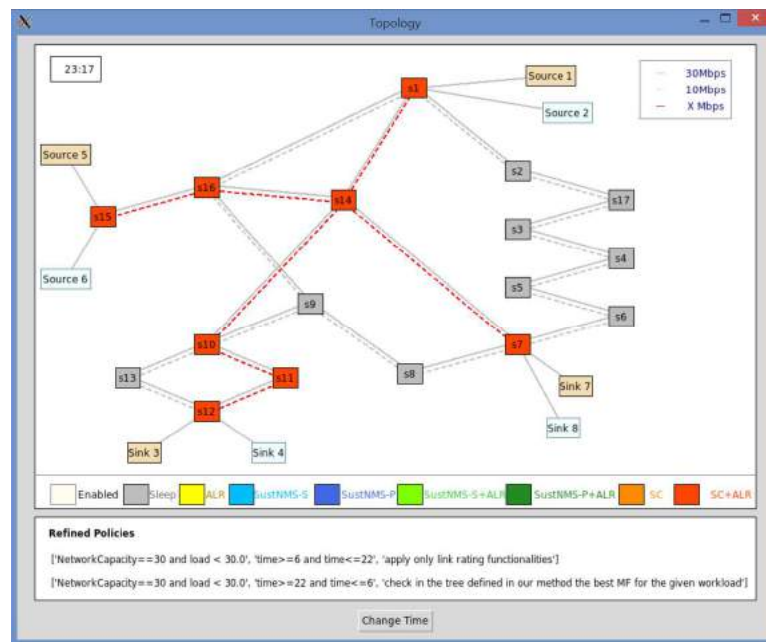 Topology
23:17
30Mbps
10Mbps
X Mbps
Source 1
s1
Source 2
Source 5
s2
s16
s17
s14
s15
s3
s4
Source 6
s5
s9
s6
s10
s7
s13
s11
s8
Sink 7
s12
Sink 8
Sink 3
Sink 4
Enabled
Sleep
ALR
SustNMS-S
SustNMS-P
SustNMS-S+ALR
SustNMS-P+ALR
SC
SC+ALR
Refined Policies
['NetworkCapacity==30 and load < 30.0', 'time>=6 and time<=22', 'apply only link rating functionalities']
['NetworkCapacity==30 and load < 30.0', 'time>=22 and time<=6', 'check in the tree defined in our method the best MF for the given workload']
Change Time